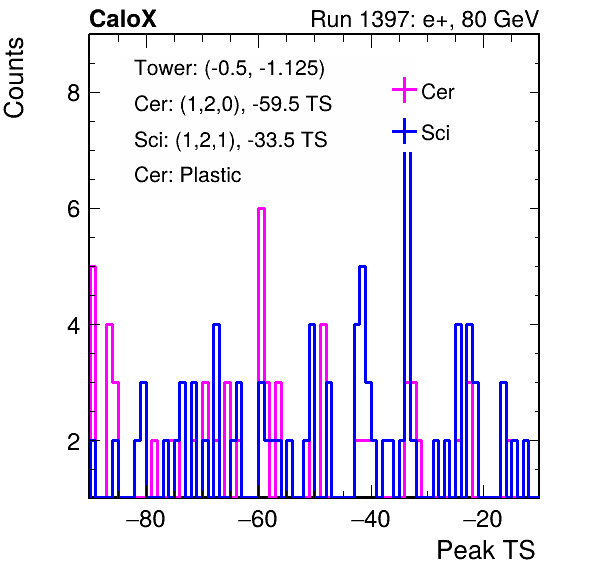 CaloX Run 1397: e+, 80 GeV
Counts
Tower: (-0.5, -1.125)
Cer: (1,2,0), -59.5 TS
Sci: (1,2,1), -33.5 TS
Cer: Plastic
Cer
Sci
8
6
4
2
−80 −60 −40 −20
Peak TS